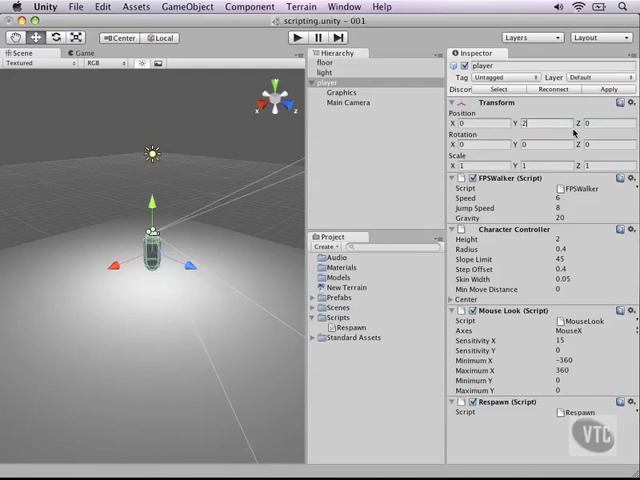 Unity File Edit Assets GameObject Component Terrain Window Help
scripting.unity - 001
Center Local Layers Layout
Scene Game
Textured RGB
y
x z
Hierarchy
floor
light
player
Graphics
Main Camera
Project
Create
Audio
Materials
Models
New Terrain
Prefabs
Scenes
Scripts
Respawn
Standard Assets
Inspector
player
Tag Untagged Layer Default
Discon Select Reconnect Apply
Transform
Position
X 0 Y 2 Z 0
Rotation
X 0 Y 0 Z 0
Scale
X 1 Y 1 Z 1
FPSWalker (Script)
Script FPSWalker
Speed 6
Jump Speed 8
Gravity 20
Character Controller
Height 2
Radius 0.4
Slope Limit 45
Step Offset 0.4
Skin Width 0.05
Min Move Distance 0
Center
Mouse Look (Script)
Script MouseLook
Axes MouseX
Sensitivity X 15
Sensitivity Y 0
Minimum X -360
Maximum X 360
Minimum Y 0
Maximum Y 0
Respawn (Script)
Script Respawn
VTC